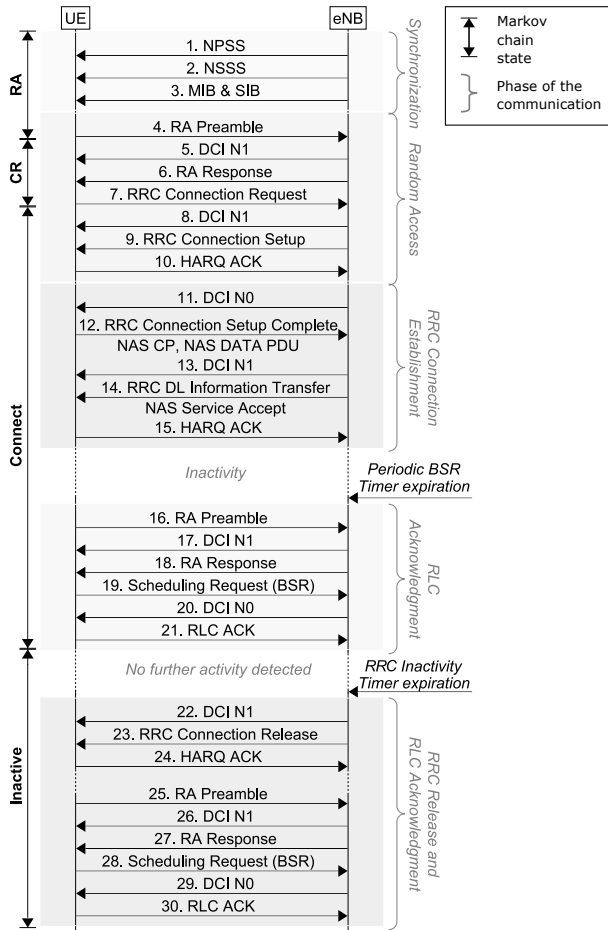 UE
eNB
Markov
chain
state
Phase of the
communication
RA
CR
Connect
Inactive
1. NPSS
2. NSSS
3. MIB & SIB
Synchronization
4. RA Preamble
5. DCI N1
6. RA Response
7. RRC Connection Request
8. DCI N1
9. RRC Connection Setup
10. HARQ ACK
Random Access
11. DCI N0
12. RRC Connection Setup Complete
NAS CP, NAS DATA PDU
13. DCI N1
14. RRC DL Information Transfer
NAS Service Accept
15. HARQ ACK
RRC Connection
Establishment
Inactivity
Periodic BSR
Timer expiration
16. RA Preamble
17. DCI N1
18. RA Response
19. Scheduling Request (BSR)
20. DCI N0
21. RLC ACK
RLC
Acknowledgment
No further activity detected
RRC Inactivity
Timer expiration
22. DCI N1
23. RRC Connection Release
24. HARQ ACK
25. RA Preamble
26. DCI N1
27. RA Response
28. Scheduling Request (BSR)
29. DCI N0
30. RLC ACK
RRC Release and
RLC Acknowledgment